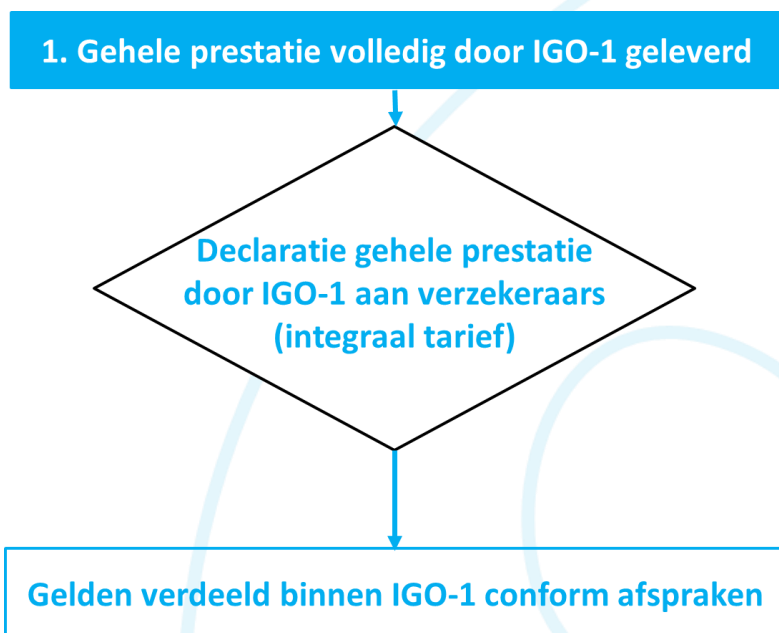 1. Gehele prestatie volledig door IGO-1 geleverd
Declaratie gehele prestatie
door IGO-1 aan verzekeraars
(integraal tarief)
Gelden verdeeld binnen IGO-1 conform afspraken